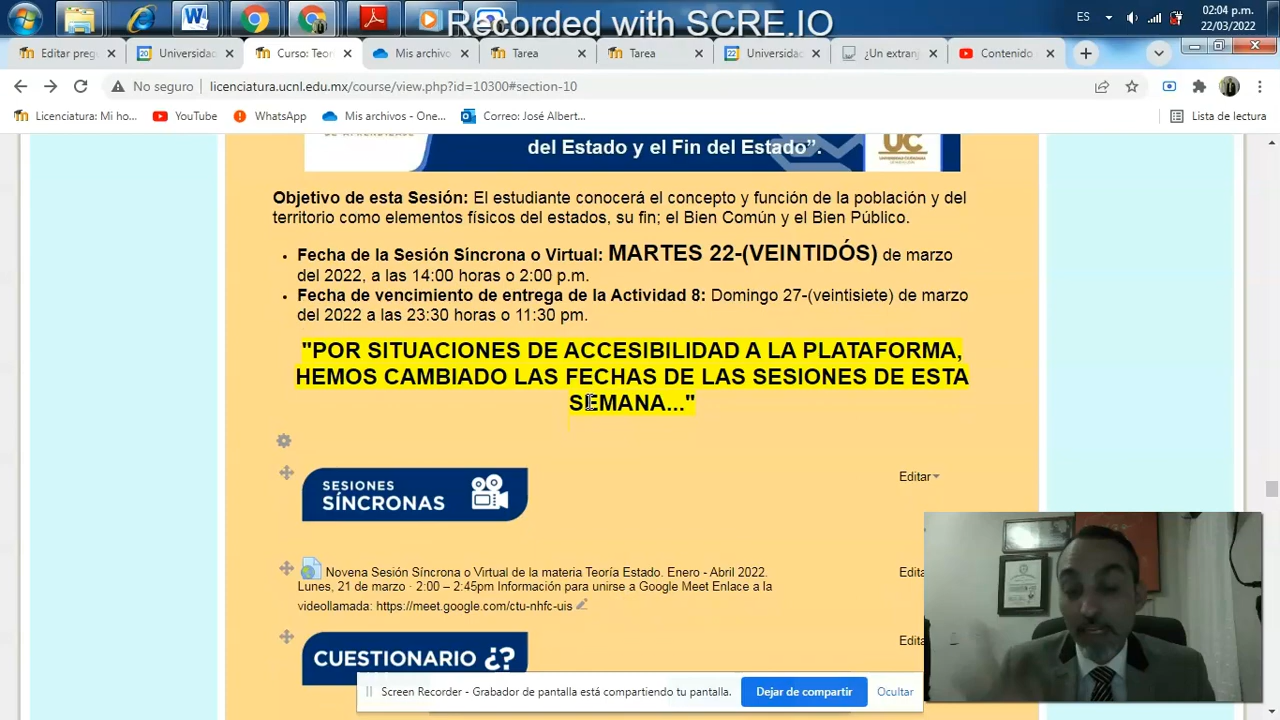 Recorded with SCRE.IO
ES
02:04 p.m.
22/03/2022
Editar preg
Universidad
Curso: Teor
Mis archivo
Tarea
Tarea
Universidad
¿Un extranj
Contenido
No seguro
licenciatura.ucnl.edu.mx/course/view.php?id=10300#section-10
Licenciatura: Mi ho...
YouTube
WhatsApp
Mis archivos - One...
Correo: José Albert...
Lista de lectura
DE APRENDIZAJE
del Estado y el Fin del Estado”.
UC
Objetivo de esta Sesión: El estudiante conocerá el concepto y función de la población y del
territorio como elementos físicos del estados, su fin; el Bien Común y el Bien Público.
Fecha de la Sesión Síncrona o Virtual: MARTES 22-(VEINTIDÓS) de marzo
del 2022, a las 14:00 horas o 2:00 p.m.
Fecha de vencimiento de entrega de la Actividad 8: Domingo 27-(veintisiete) de marzo
del 2022 a las 23:30 horas o 11:30 pm.
"POR SITUACIONES DE ACCESIBILIDAD A LA PLATAFORMA,
HEMOS CAMBIADO LAS FECHAS DE LAS SESIONES DE ESTA
SEMANA..."
SESIONES
SÍNCRONAS
Editar
Novena Sesión Síncrona o Virtual de la materia Teoría Estado. Enero - Abril 2022.
Lunes, 21 de marzo · 2:00 – 2:45pm Información para unirse a Google Meet Enlace a la
videollamada: https://meet.google.com/ctu-nhfc-uis
Edita
CUESTIONARIO ¿?
Edita
Screen Recorder - Grabador de pantalla está compartiendo tu pantalla.
Dejar de compartir
Ocultar